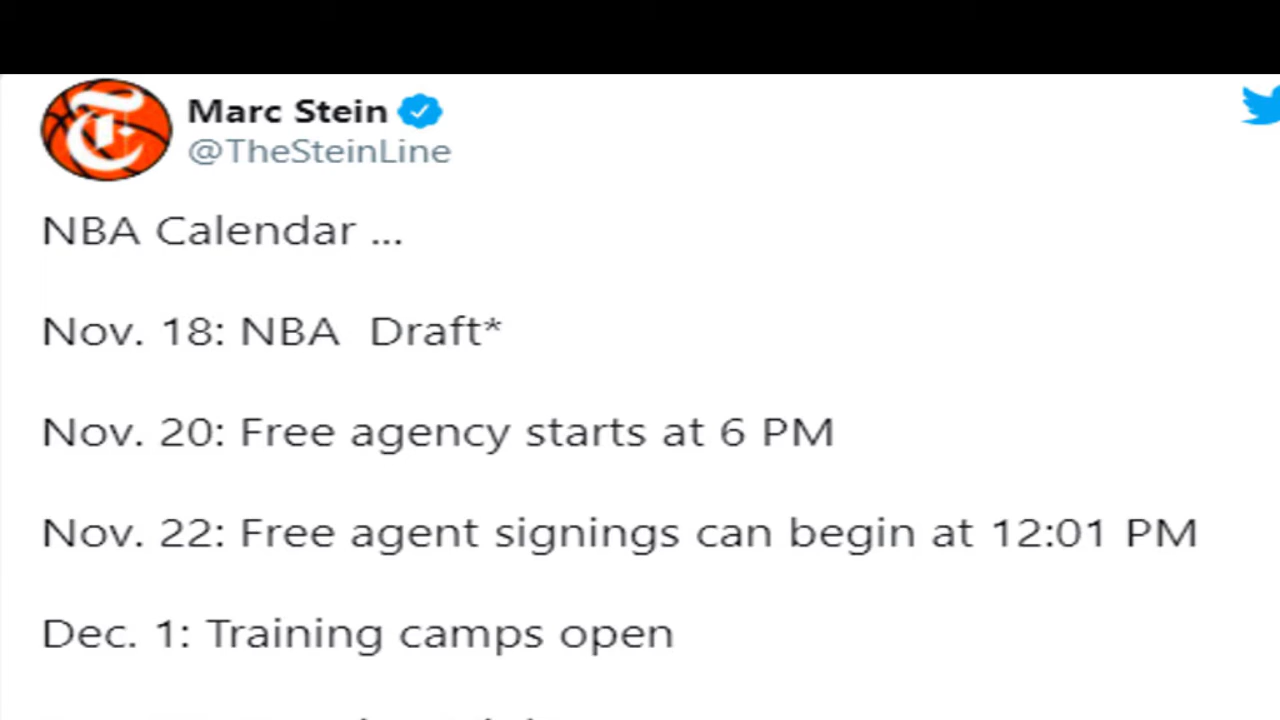 Marc Stein
@TheSteinLine
NBA Calendar ...
Nov. 18: NBA Draft*
Nov. 20: Free agency starts at 6 PM
Nov. 22: Free agent signings can begin at 12:01 PM
Dec. 1: Training camps open